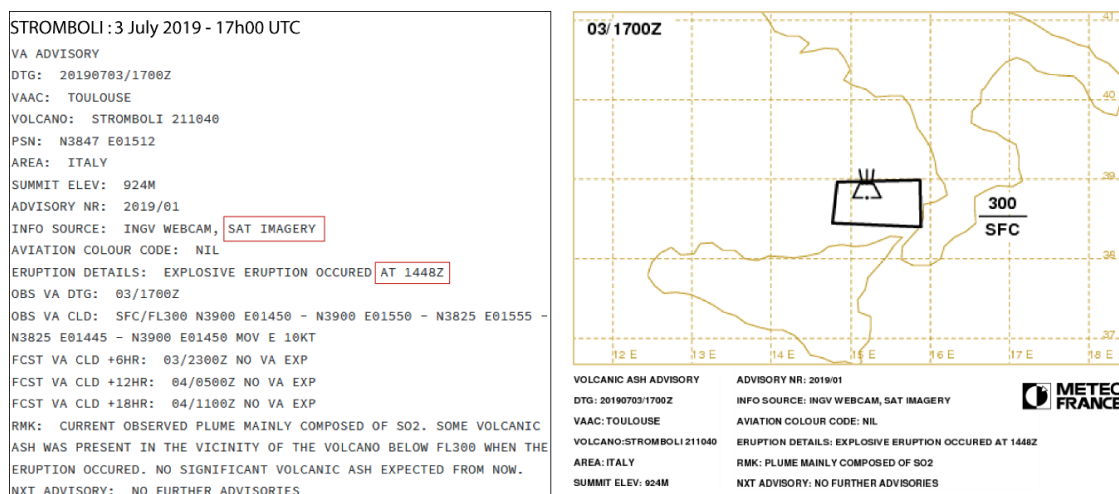 STROMBOLI : 3 July 2019 - 17h00 UTC
VA ADVISORY
DTG: 20190703/1700Z
VAAC: TOULOUSE
VOLCANO: STROMBOLI 211040
PSN: N3847 E01512
AREA: ITALY
SUMMIT ELEV: 924M
ADVISORY NR: 2019/01
INFO SOURCE: INGV WEBCAM, SAT IMAGERY
AVIATION COLOUR CODE: NIL
ERUPTION DETAILS: EXPLOSIVE ERUPTION OCCURED AT 1448Z
OBS VA DTG: 03/1700Z
OBS VA CLD: SFC/FL300 N3900 E01450 - N3900 E01550 - N3825 E01555 -
N3825 E01445 - N3900 E01450 MOV E 10KT
FCST VA CLD +6HR: 03/2300Z NO VA EXP
FCST VA CLD +12HR: 04/0500Z NO VA EXP
FCST VA CLD +18HR: 04/1100Z NO VA EXP
RMK: CURRENT OBSERVED PLUME MAINLY COMPOSED OF SO2. SOME VOLCANIC
ASH WAS PRESENT IN THE VICINITY OF THE VOLCANO BELOW FL300 WHEN THE
ERUPTION OCCURED. NO SIGNIFICANT VOLCANIC ASH EXPECTED FROM NOW.
NXT ADVISORY: NO FURTHER ADVISORIES
03/1700Z
41
40
39
300
SFC
38
37
12 E 13 E 14 E 15 E 16 E 17 E 18 E
VOLCANIC ASH ADVISORY
DTG: 20190703/1700Z
VAAC: TOULOUSE
VOLCANO:STROMBOLI 211040
AREA: ITALY
SUMMIT ELEV: 924M
ADVISORY NR: 2019/01
INFO SOURCE: INGV WEBCAM, SAT IMAGERY
AVIATION COLOUR CODE: NIL
ERUPTION DETAILS: EXPLOSIVE ERUPTION OCCURED AT 1448Z
RMK: PLUME MAINLY COMPOSED OF SO2
NXT ADVISORY: NO FURTHER ADVISORIES
METEO
FRANCE